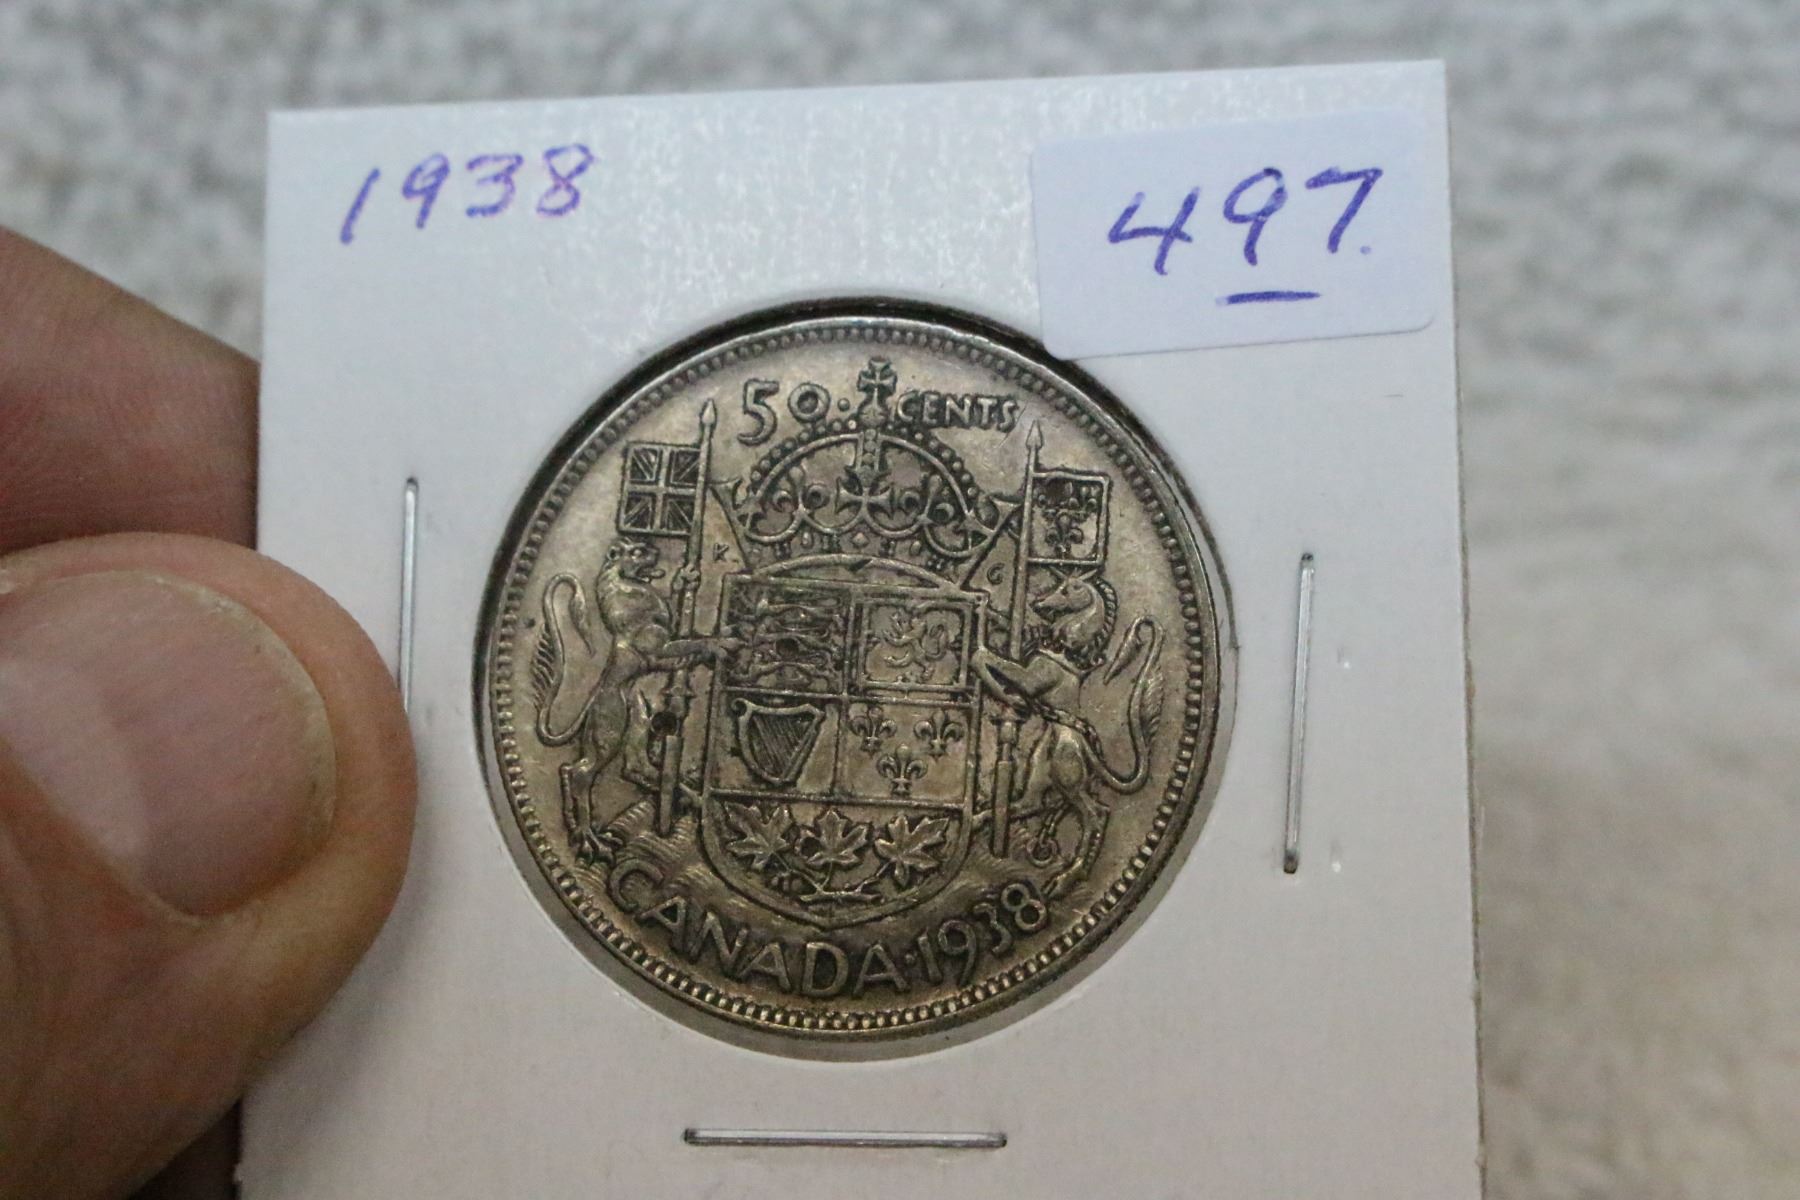 1938
497.
50 · CENTS
K. G
CANADA · 1938